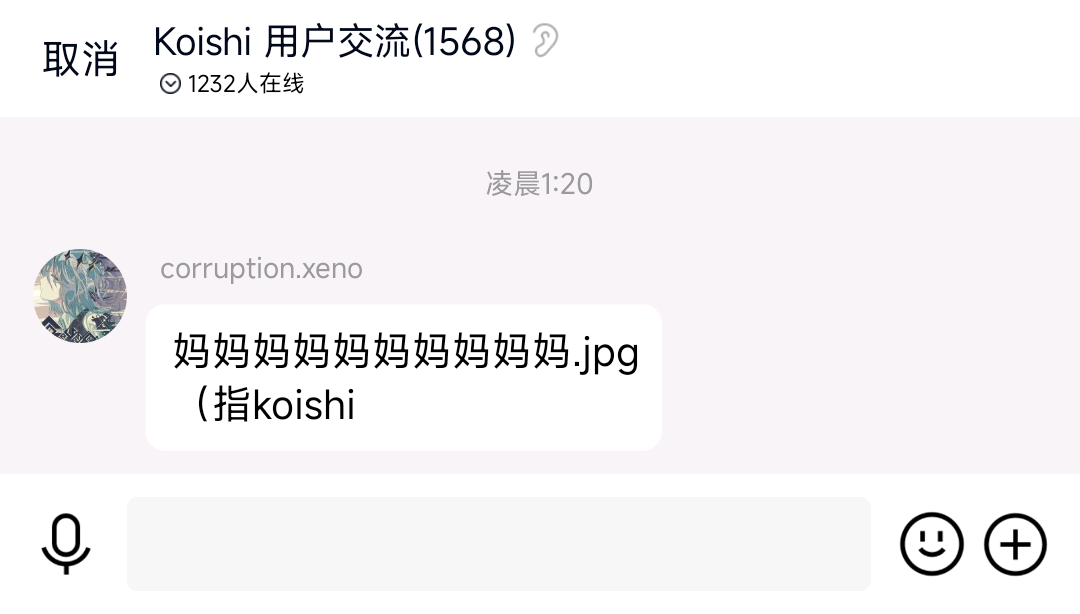 取消
Koishi 用户交流(1568)
1232人在线
凌晨1:20
corruption.xeno
妈妈妈妈妈妈妈妈妈妈.jpg
（指koishi